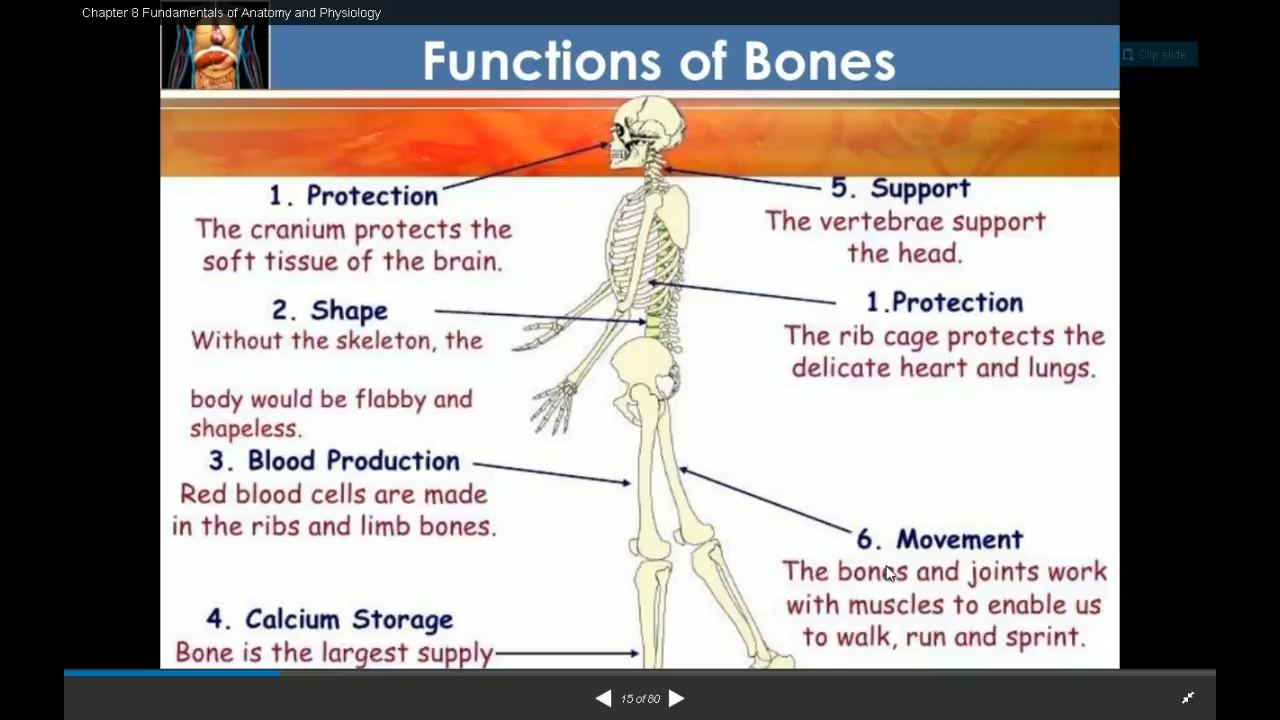 Chapter 8 Fundamentals of Anatomy and Physiology
Functions of Bones
Clip slide
1. Protection
The cranium protects the
soft tissue of the brain.
2. Shape
Without the skeleton, the
body would be flabby and
shapeless.
3. Blood Production
Red blood cells are made
in the ribs and limb bones.
4. Calcium Storage
Bone is the largest supply
5. Support
The vertebrae support
the head.
1.Protection
The rib cage protects the
delicate heart and lungs.
6. Movement
The bones and joints work
with muscles to enable us
to walk, run and sprint.
15 of 80